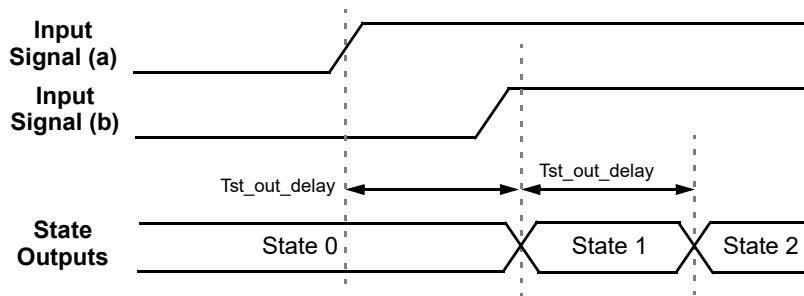 Input
Signal (a)
Input
Signal (b)
Tst_out_delay
Tst_out_delay
State
Outputs
State 0
State 1
State 2